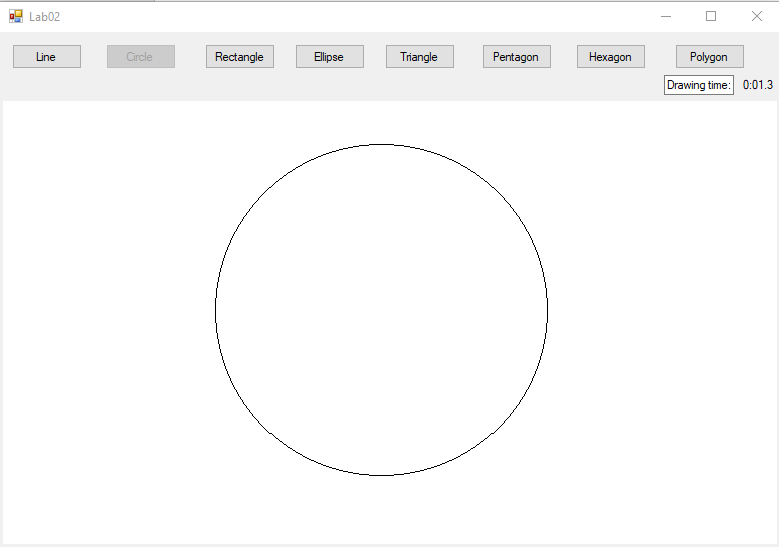 Lab02
Line Circle Rectangle Ellipse Triangle Pentagon Hexagon Polygon
Drawing time: 0:01.3